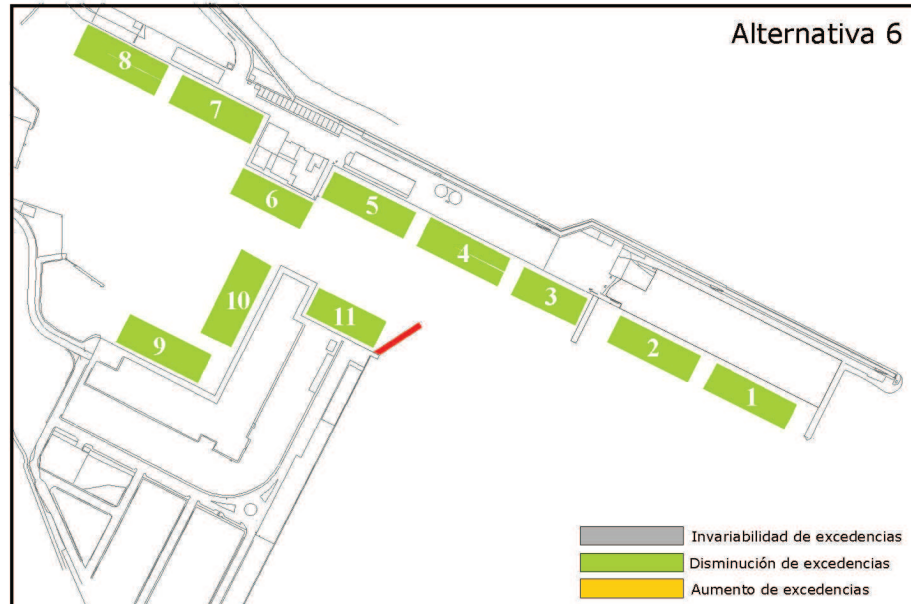 Alternativa 6
8
7
6
5
4
3
2
1
10
11
9
Invariabilidad de excedencias
Disminución de excedencias
Aumento de excedencias